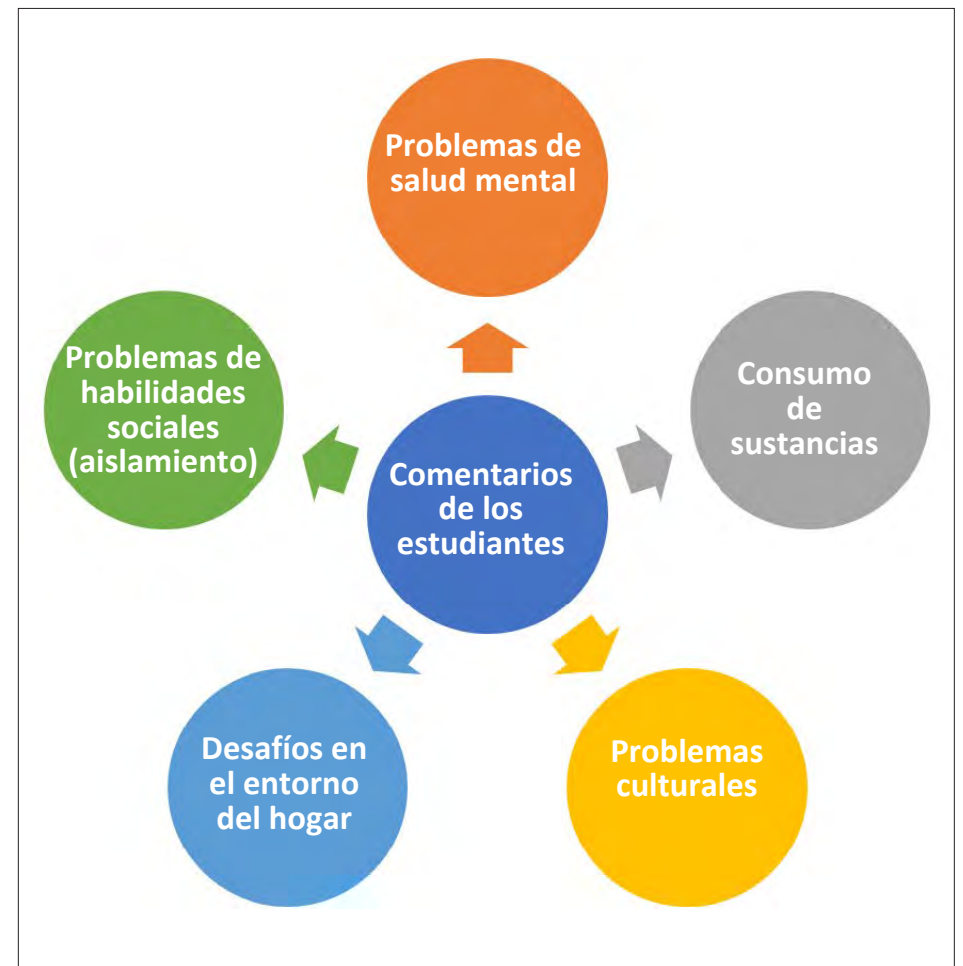 Problemas de
salud mental
Problemas de
habilidades
sociales
(aislamiento)
Consumo
de
sustancias
Comentarios
de los
estudiantes
Desafíos en
el entorno
del hogar
Problemas
culturales